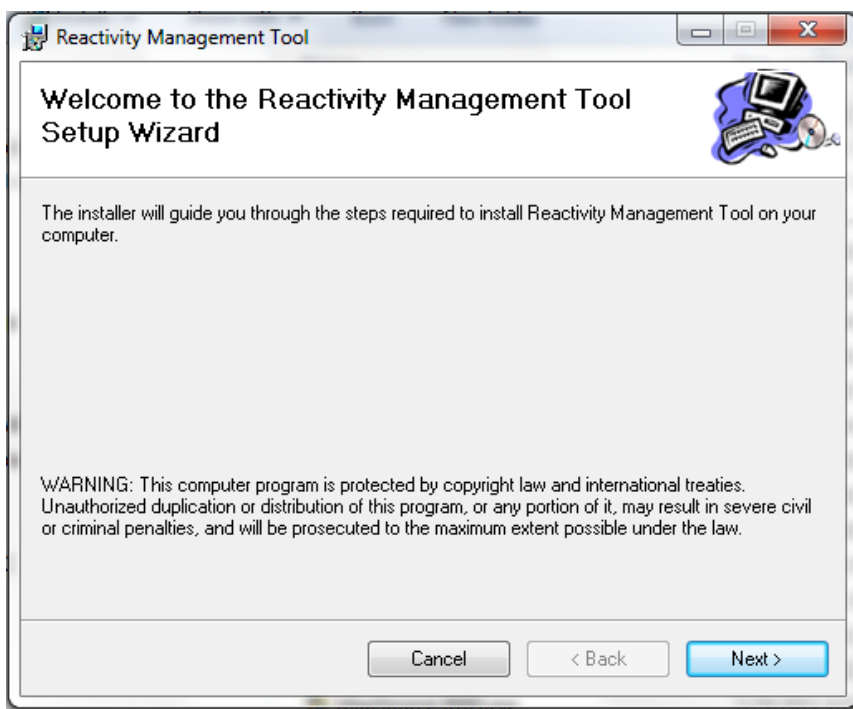 Reactivity Management Tool
Welcome to the Reactivity Management Tool
Setup Wizard
The installer will guide you through the steps required to install Reactivity Management Tool on your
computer.
WARNING: This computer program is protected by copyright law and international treaties.
Unauthorized duplication or distribution of this program, or any portion of it, may result in severe civil
or criminal penalties, and will be prosecuted to the maximum extent possible under the law.
Cancel
< Back
Next >